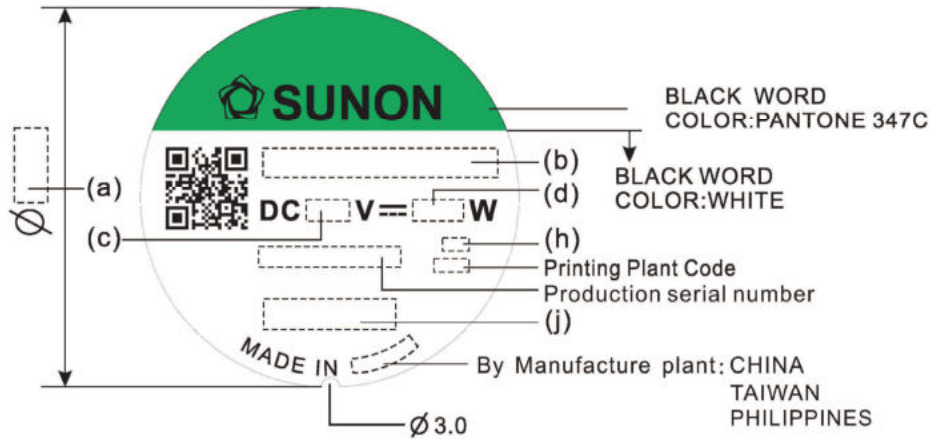 SUNON
BLACK WORD
COLOR:PANTONE 347C
(b)
(a)
Ø
(d)
BLACK WORD
COLOR:WHITE
DC V W
(c)
(h)
Printing Plant Code
Production serial number
(j)
MADE IN
By Manufacture plant: CHINA
TAIWAN
PHILIPPINES
Ø 3.0